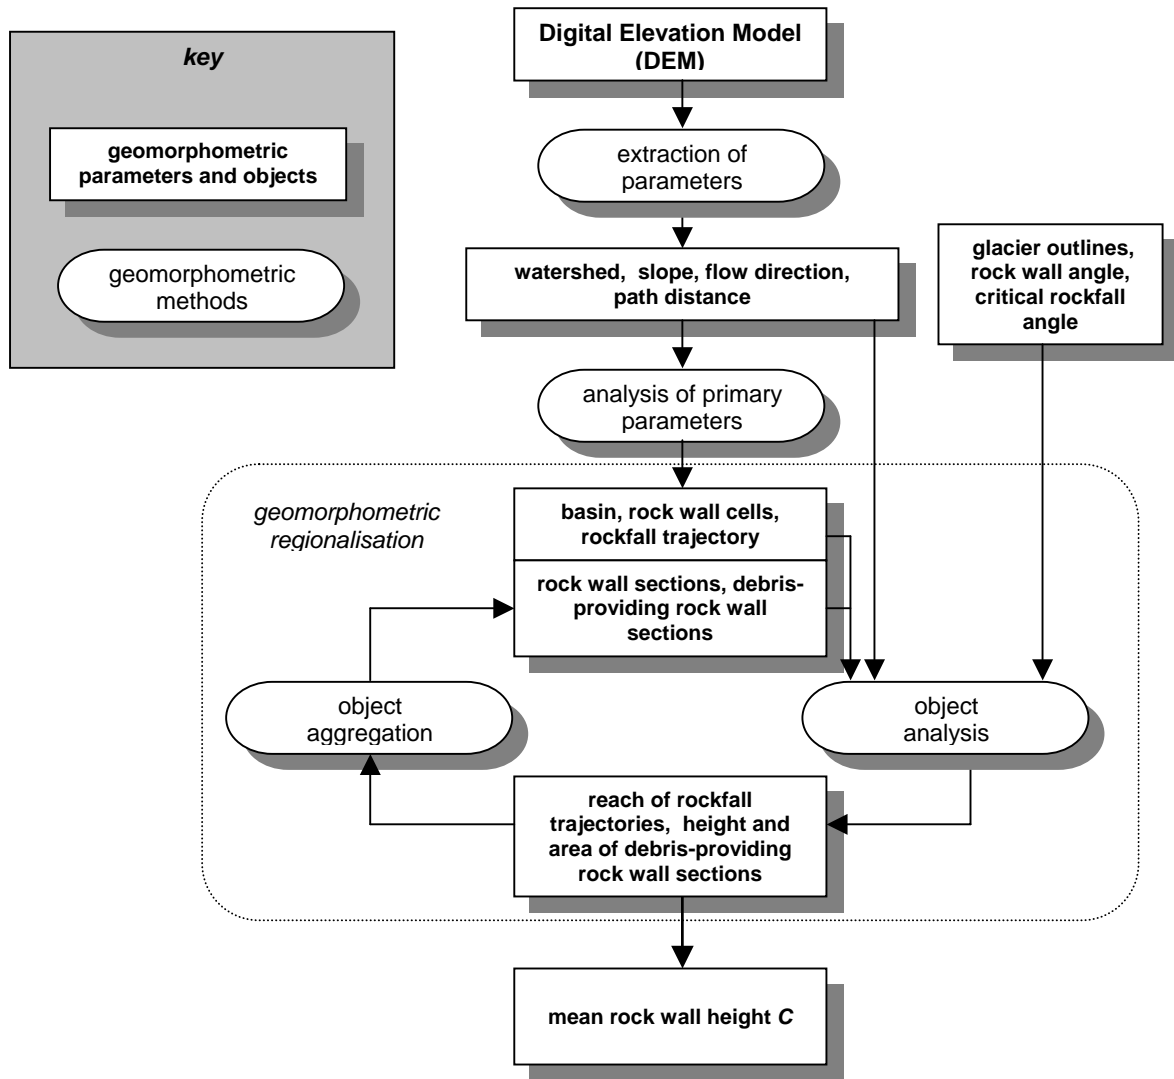 key
geomorphometric
parameters and objects
geomorphometric
methods
Digital Elevation Model
(DEM)
extraction of
parameters
watershed, slope, flow direction,
path distance
glacier outlines,
rock wall angle,
critical rockfall
angle
analysis of primary
parameters
geomorphometric
regionalisation
basin, rock wall cells,
rockfall trajectory
rock wall sections, debris-
providing rock wall
sections
object
aggregation
object
analysis
reach of rockfall
trajectories, height and
area of debris-providing
rock wall sections
mean rock wall height C